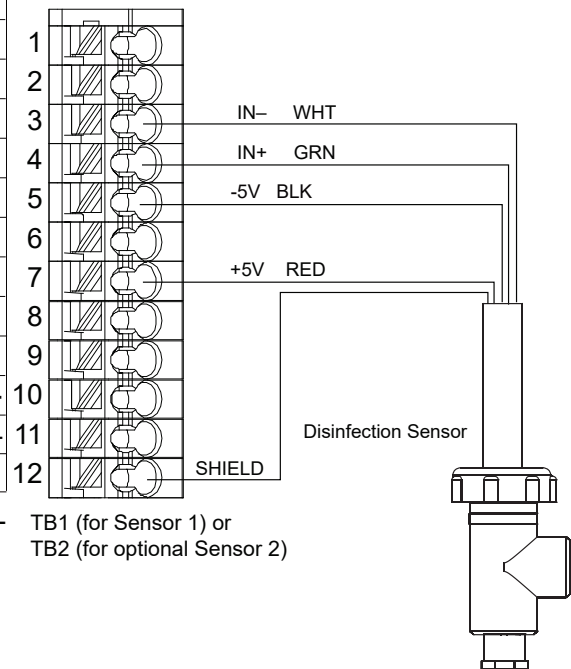 1
2
3 IN– WHT
4 IN+ GRN
5 -5V BLK
6
7 +5V RED
8
9
10
11 Disinfection Sensor
12 SHIELD
TB1 (for Sensor 1) or
TB2 (for optional Sensor 2)